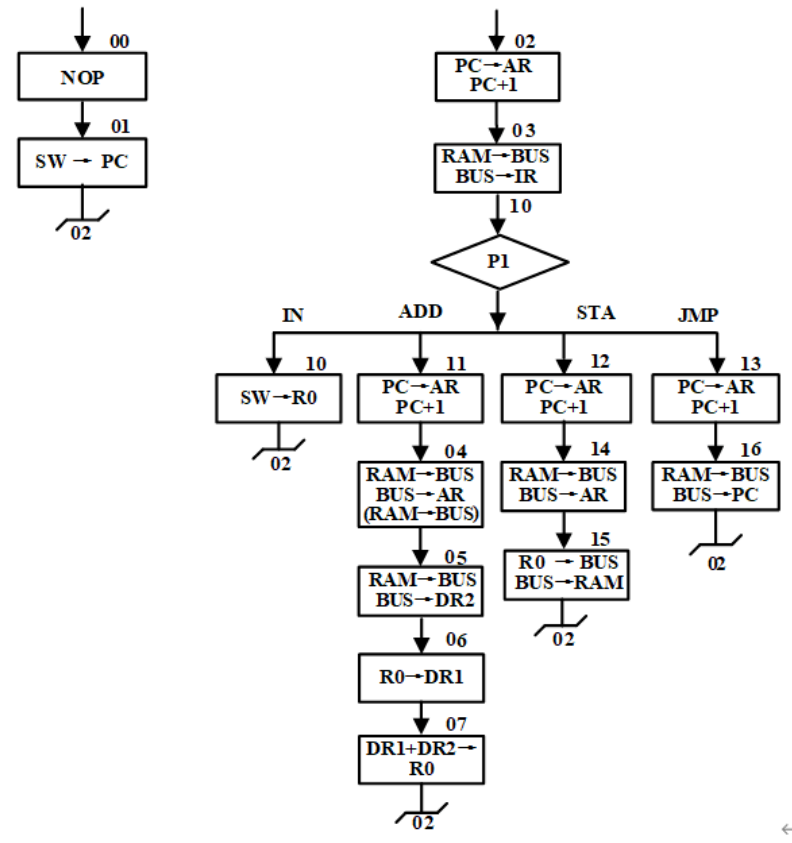 00
NOP
01
SW → PC
02
02
PC→AR
PC+1
03
RAM→BUS
BUS→IR
10
P1
IN
ADD
STA
JMP
10
SW→R0
02
11
PC→AR
PC+1
04
RAM→BUS
BUS→AR
(RAM→BUS)
05
RAM→BUS
BUS→DR2
06
R0→DR1
07
DR1+DR2→
R0
02
12
PC→AR
PC+1
14
RAM→BUS
BUS→AR
15
R0 → BUS
BUS→RAM
02
13
PC→AR
PC+1
16
RAM→BUS
BUS→PC
02